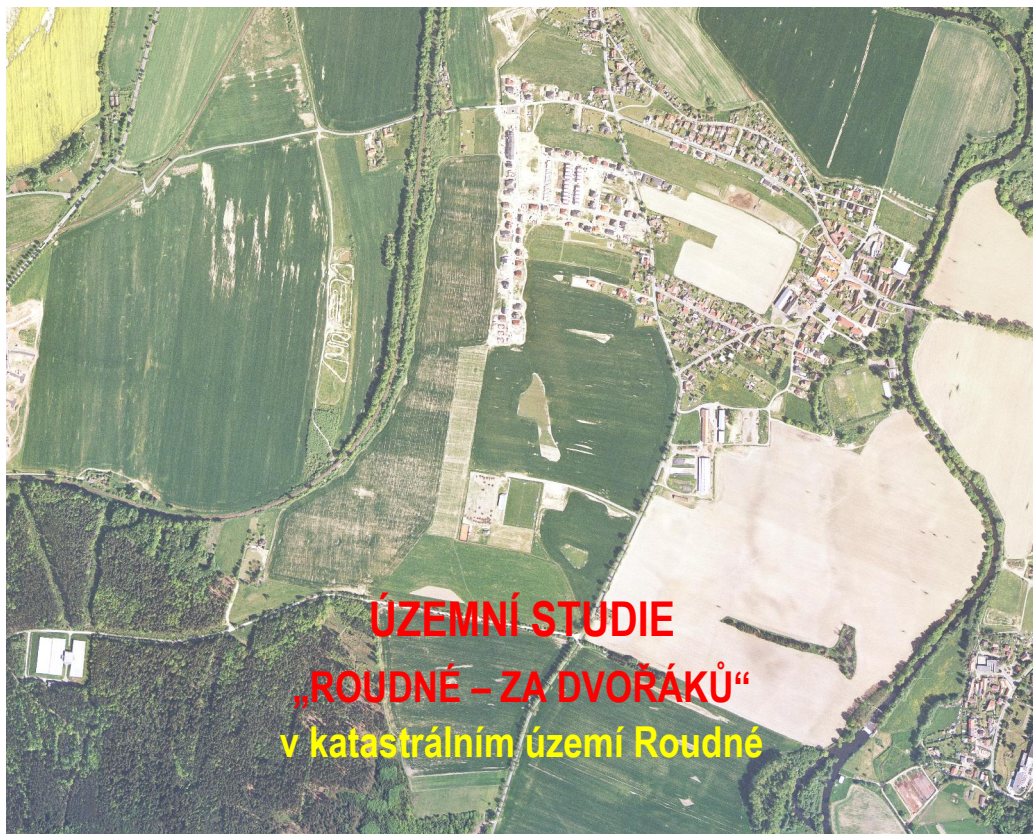 ÚZEMNÍ STUDIE
„ROUDNÉ – ZA DVOŘÁKŮ“
v katastrálním území Roudné